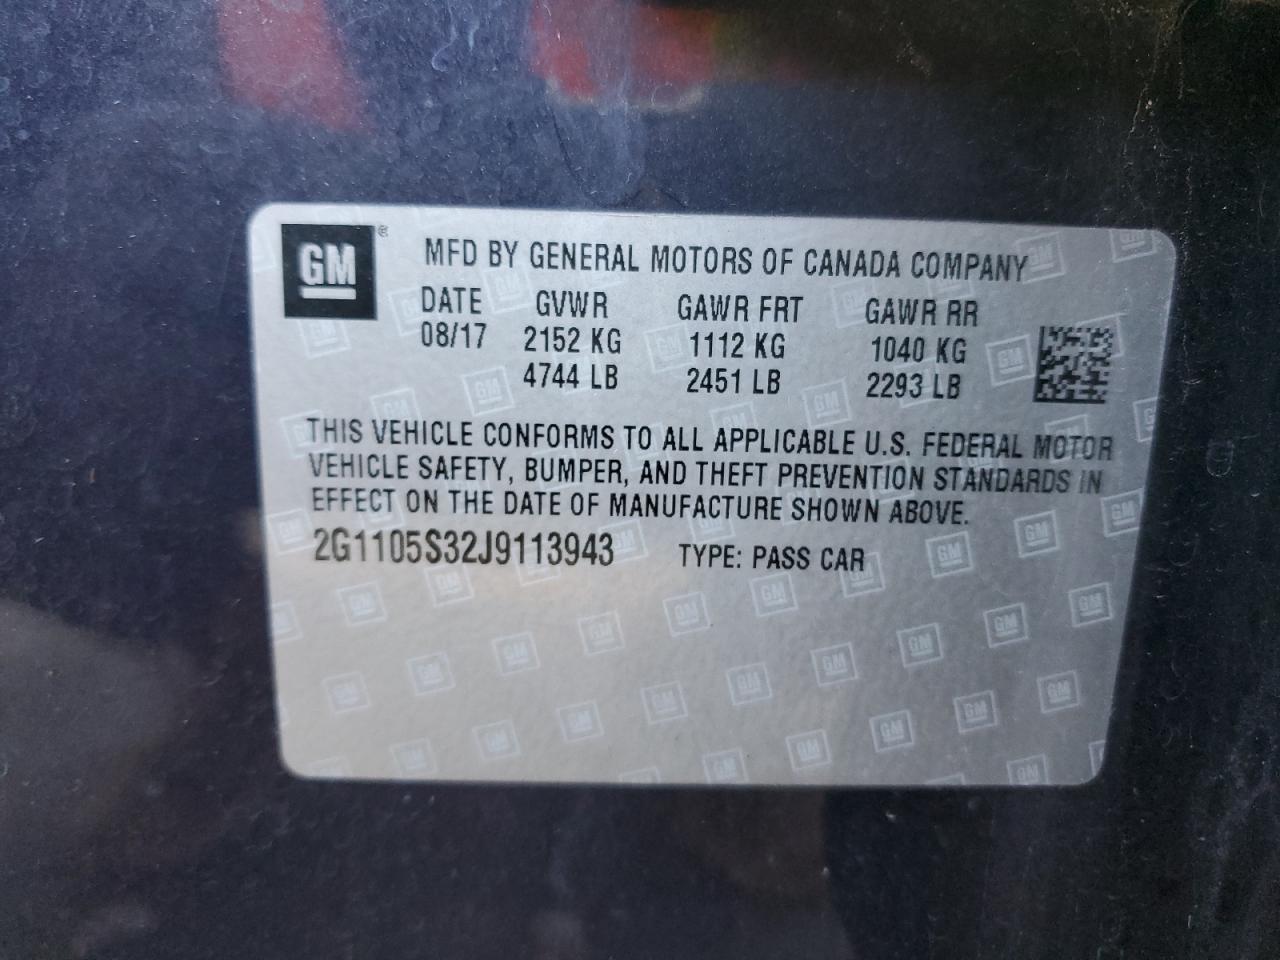 GM ®
MFD BY GENERAL MOTORS OF CANADA COMPANY
DATE GVWR GAWR FRT GAWR RR
08/17 2152 KG 1112 KG 1040 KG
4744 LB 2451 LB 2293 LB
THIS VEHICLE CONFORMS TO ALL APPLICABLE U.S. FEDERAL MOTOR
VEHICLE SAFETY, BUMPER, AND THEFT PREVENTION STANDARDS IN
EFFECT ON THE DATE OF MANUFACTURE SHOWN ABOVE.
2G1105S32J9113943 TYPE: PASS CAR